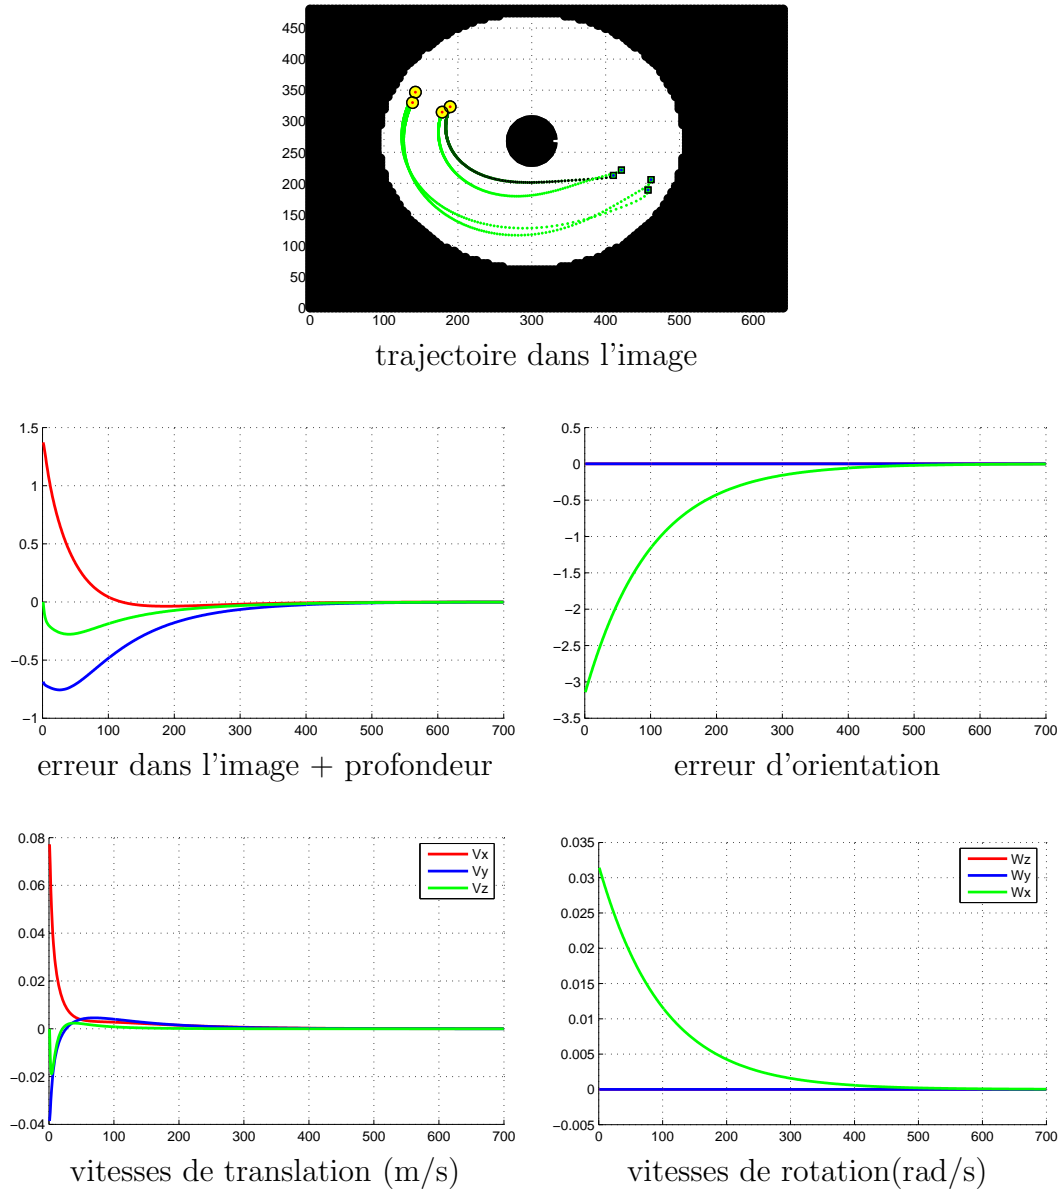 450
400
350
300
250
200
150
100
50
0
0 100 200 300 400 500 600
trajectoire dans l'image
1.5
1
0.5
0
−0.5
−1
0 100 200 300 400 500 600 700
erreur dans l'image + profondeur
0.5
0
−0.5
−1
−1.5
−2
−2.5
−3
−3.5
0 100 200 300 400 500 600 700
erreur d'orientation
0.08
0.06
0.04
0.02
0
−0.02
−0.04
0 100 200 300 400 500 600 700
Vx
Vy
Vz
vitesses de translation (m/s)
0.035
0.03
0.025
0.02
0.015
0.01
0.005
0
−0.005
0 100 200 300 400 500 600 700
Wz
Wy
Wx
vitesses de rotation(rad/s)